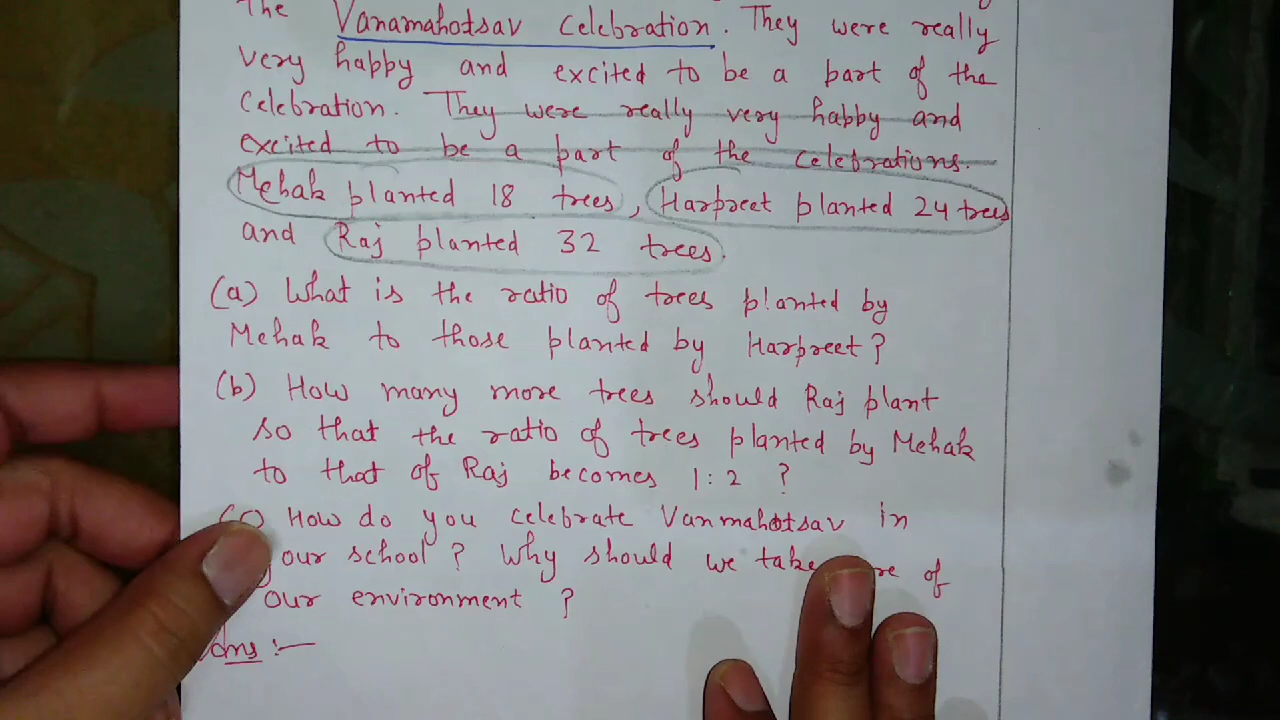 The Vanamahotsav Celebration. They were really
very happy and excited to be a part of the
Celebration. They were really very happy and
excited to be a part of the celebrations.
Mehak planted 18 trees, Harpreet planted 24 trees
and Raj planted 32 trees.
(a) What is the ratio of trees planted by
Mehak to those planted by Harpreet?
(b) How many more trees should Raj plant
so that the ratio of trees planted by Mehak
to that of Raj becomes 1:2 ?
How do you celebrate Vanmahotsav in
our school? Why should we take of
our environment ?
Ans :-